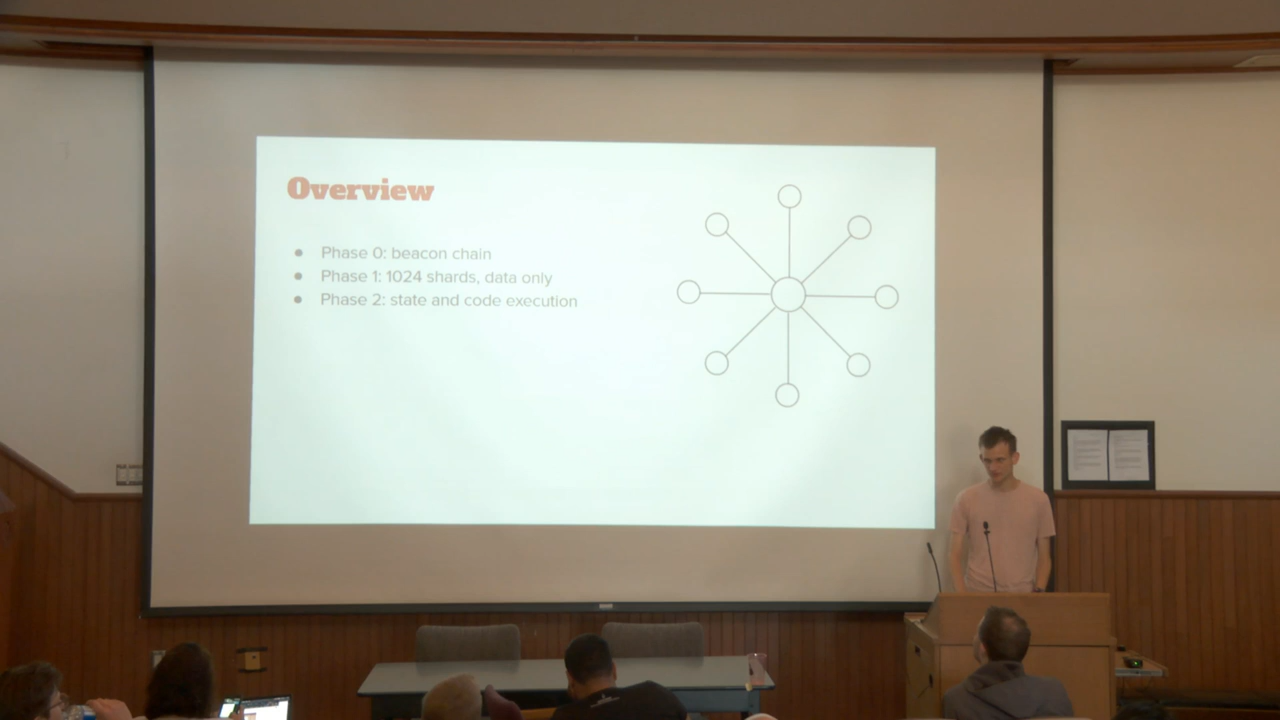 Overview
● Phase 0: beacon chain
● Phase 1: 1024 shards, data only
● Phase 2: state and code execution